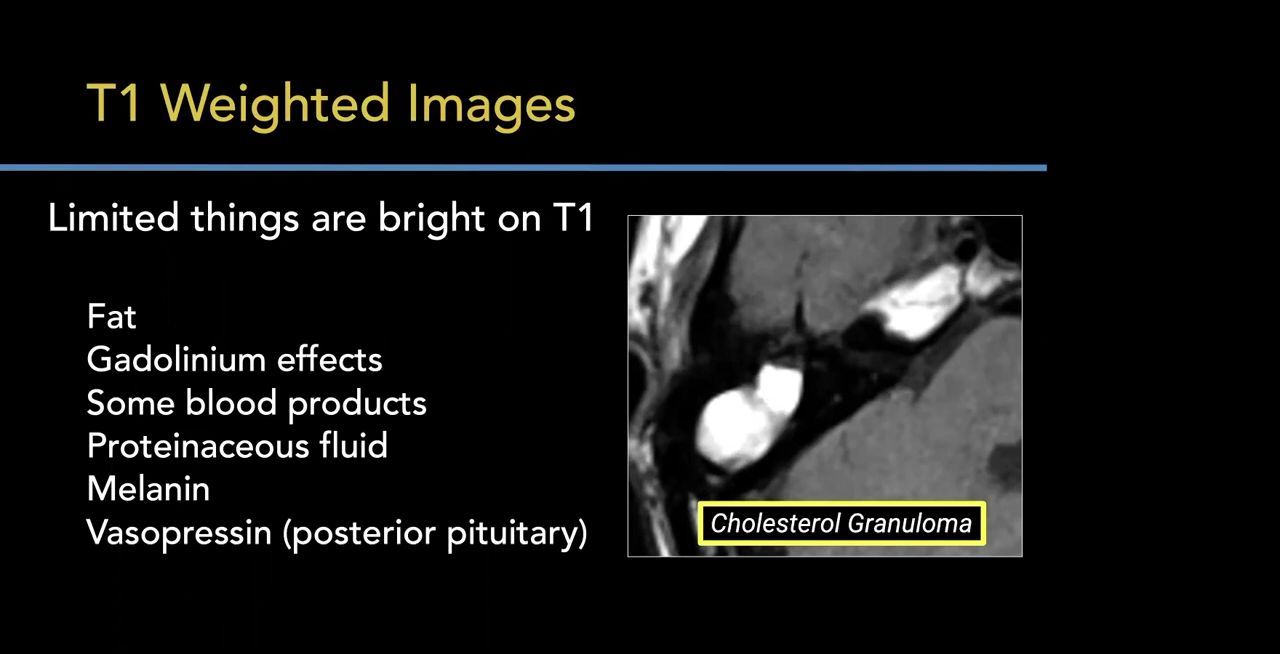 T1 Weighted Images
Limited things are bright on T1
Fat
Gadolinium effects
Some blood products
Proteinaceous fluid
Melanin
Vasopressin (posterior pituitary)
Cholesterol Granuloma